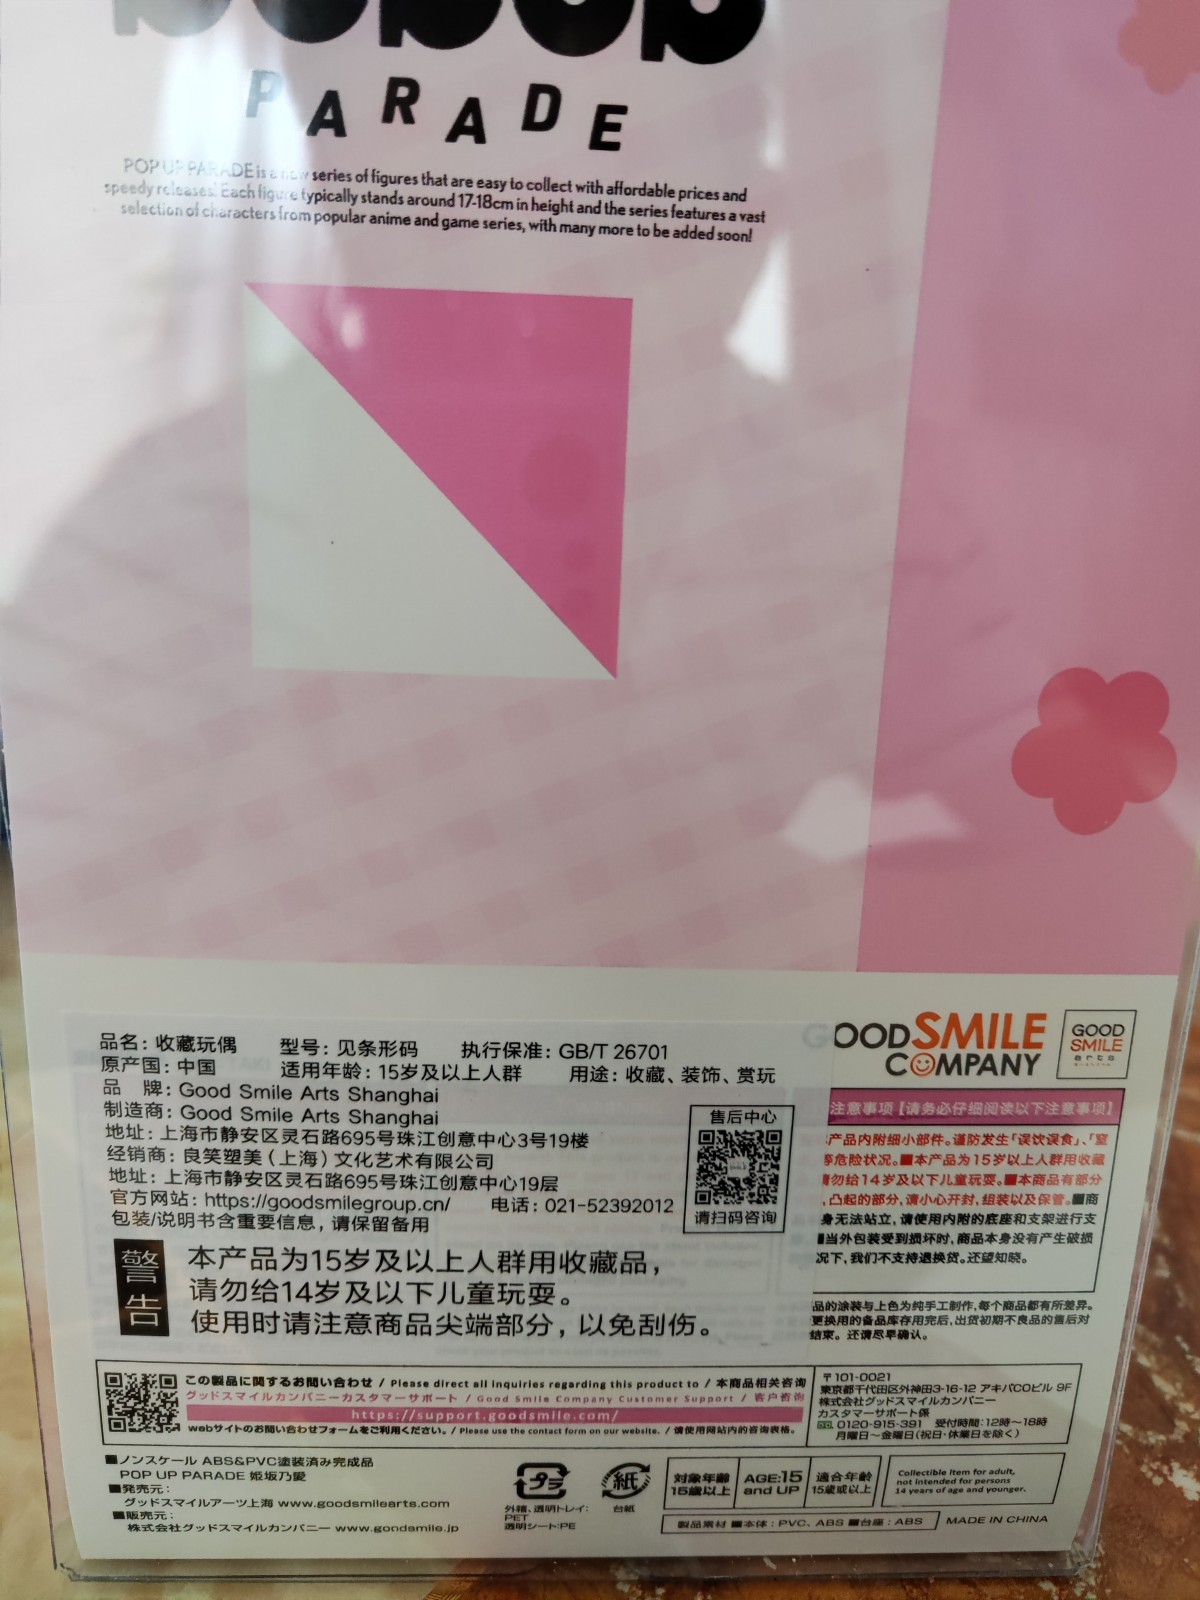 PARADE
POP UP PARADE is a new series of figures that are easy to collect with affordable prices and
speedy releases! Each figure typically stands around 17-18cm in height and the series features a vast
selection of characters from popular anime and game series, with many more to be added soon!
GOOD SMILE
COMPANY
GOOD
SMILE
arts
品名: 收藏玩偶 型号: 见条形码 执行保准: GB/T 26701
原产国: 中国 适用年龄: 15岁及以上人群 用途: 收藏、装饰、赏玩
品 牌: Good Smile Arts Shanghai
制造商: Good Smile Arts Shanghai
地址: 上海市静安区灵石路695号珠江创意中心3号19楼
经销商: 良笑塑美(上海)文化艺术有限公司
地址: 上海市静安区灵石路695号珠江创意中心19层
官方网站: https://goodsmilegroup.cn/ 电话: 021-52392012
包装/说明书含重要信息, 请保留备用
售后中心
请扫码咨询
警告
本产品为15岁及以上人群用收藏品,
请勿给14岁及以下儿童玩耍。
使用时请注意商品尖端部分, 以免刮伤。
注意事项【请务必仔细阅读以下注意事项】
产品内附细小部件。谨防发生「误饮误食」、「窒
等危险状况。■本产品为15岁以上人群用收藏
请勿给14岁及以下儿童玩耍。■本商品有部分
,凸起的部分,请小心开封,组装以及保管。■商
身无法站立,请使用内附的底座和支架进行支
■当外包装受到损坏时,商品本身没有产生破损
况下,我们不支持退换货。还望知晓。
品的涂装与上色为纯手工制作,每个商品都有所差异。
更换用的备品库存用完后,出货初期不良品的售后对
结束。还请尽早确认。
この製品に関するお問い合わせ / Please direct all inquiries regarding this product to / 本商品相关咨询
グッドスマイルカンパニーカスタマーサポート / Good Smile Company Customer Support / 客户咨询
https://support.goodsmile.com/
webサイトのお問い合わせフォームをご利用ください。/ Please use the contact form on our website. / 请使用网站内的咨询表格。
〒101-0021
東京都千代田区外神田3-16-12 アキバCOビル 9F
株式会社グッドスマイルカンパニー
カスタマーサポート係
0120-915-391 受付時間:12時〜18時
月曜日〜金曜日(祝日・休業日を除く)
■ノンスケール ABS&PVC塗装済み完成品
POP UP PARADE 姫坂乃愛
■発売元:
グッドスマイルアーツ上海 www.goodsmilearts.com
■販売元:
株式会社グッドスマイルカンパニー www.goodsmile.jp
プラ
外箱、透明トレイ:
PET
透明シート:PE
紙
台紙
対象年齢
15歳以上
AGE:15
and UP
適合年齢
15歳或以上
Collectible item for adult,
not intended for persons
14 years of age and younger.
製品素材 ■本体:PVC、ABS ■台座:ABS
MADE IN CHINA